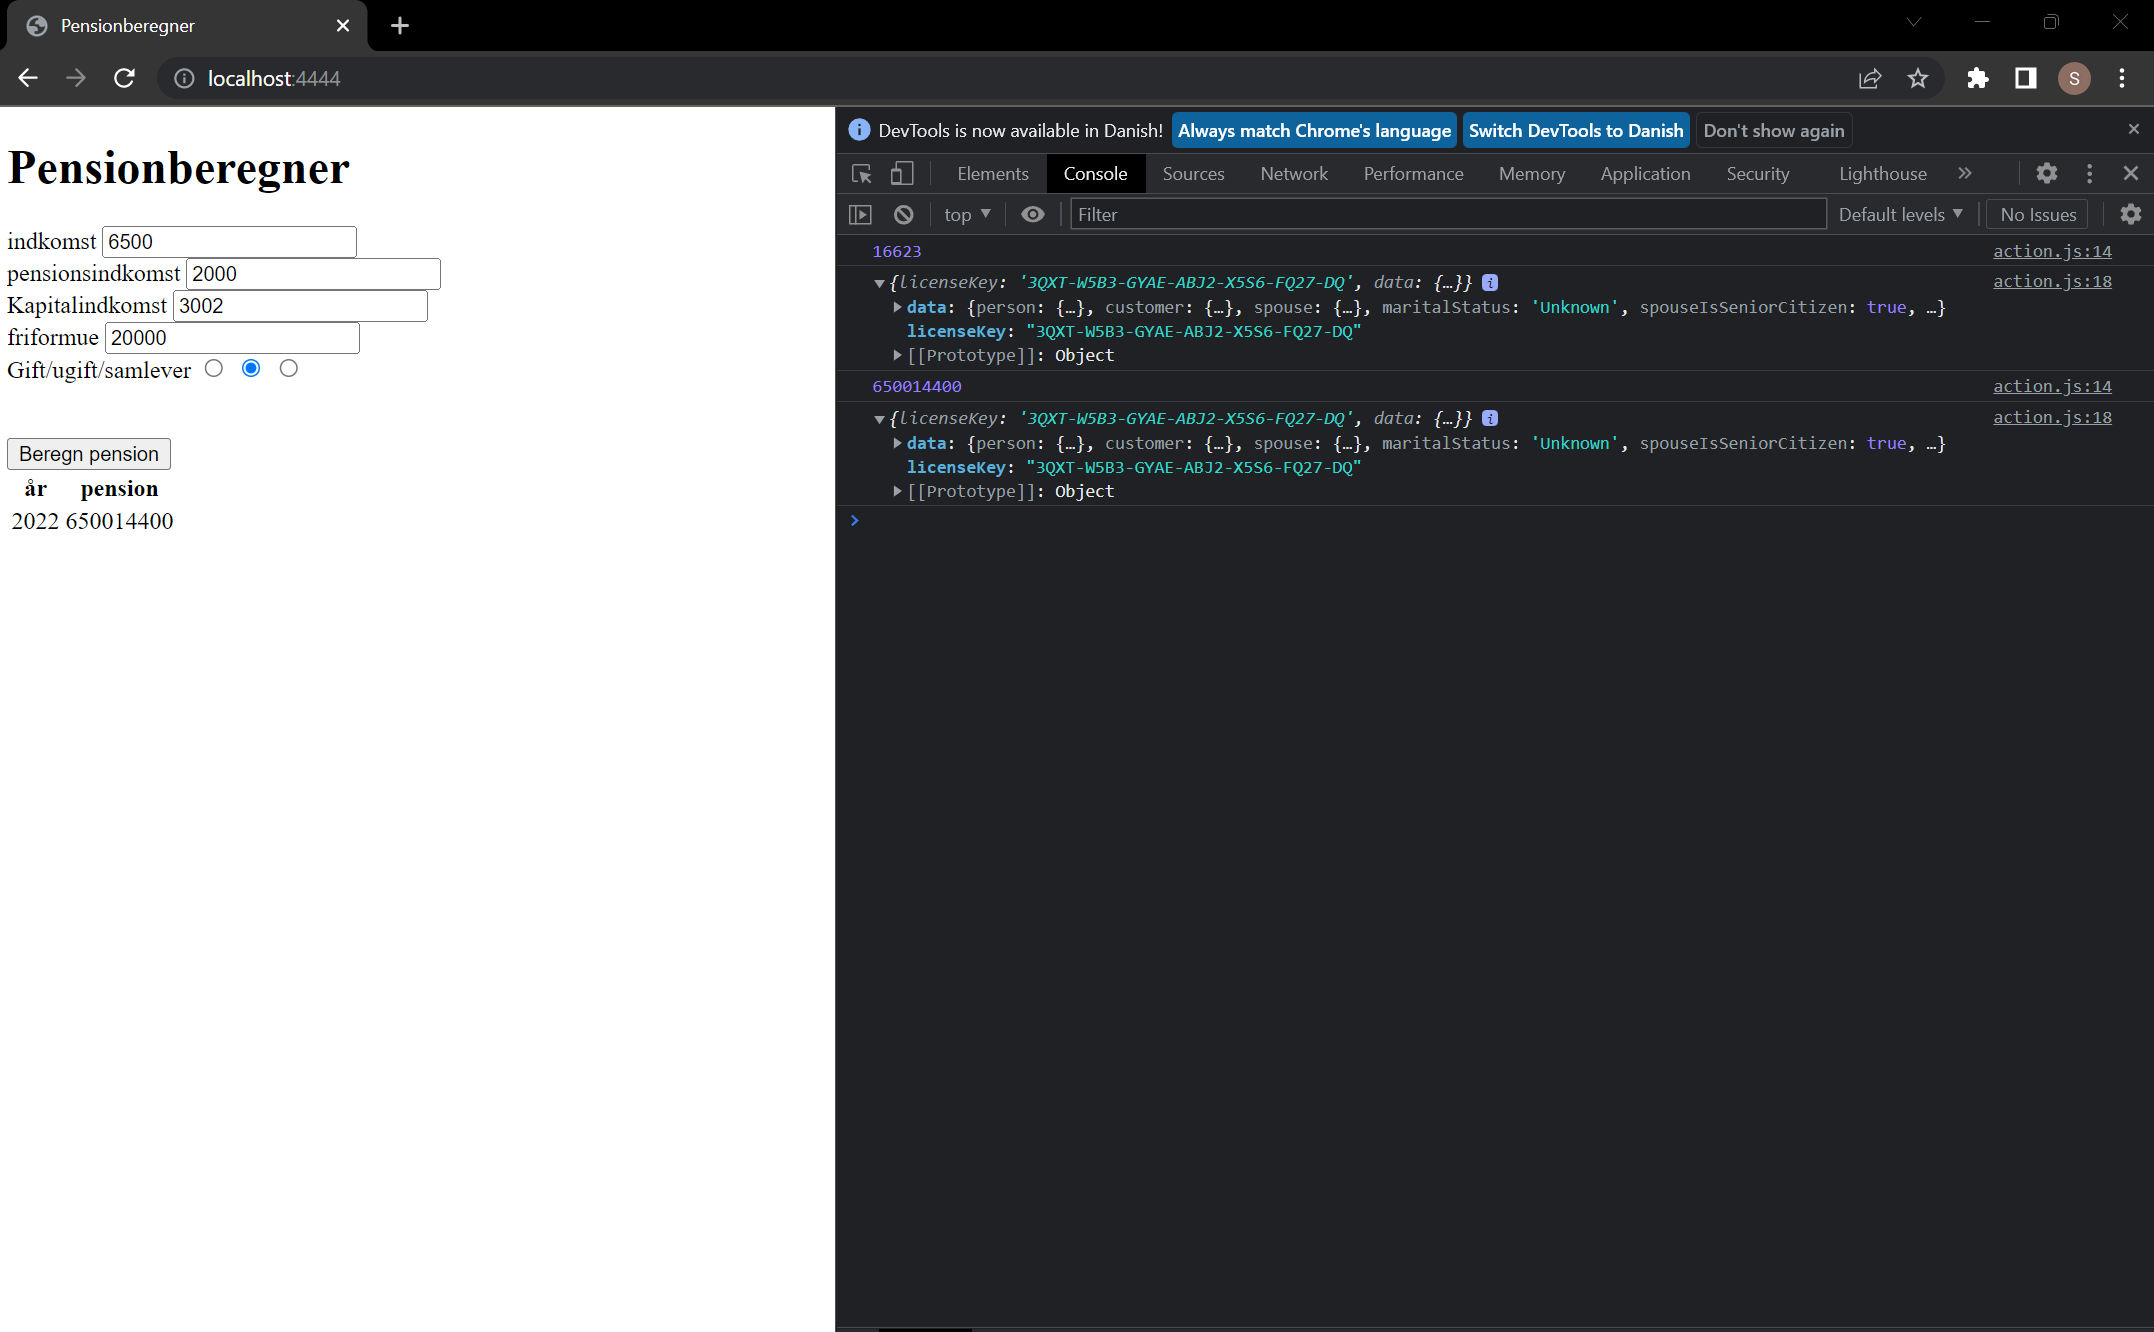 Pensionberegner
localhost:4444
S
Pensionberegner
indkomst 6500
pensionsindkomst 2000
Kapitalindkomst 3002
friformue 20000
Gift/ugift/samlever
Beregn pension
år pension
2022 650014400
DevTools is now available in Danish! Always match Chrome's language Switch DevTools to Danish Don't show again
Elements Console Sources Network Performance Memory Application Security Lighthouse
top Filter Default levels No Issues
16623 action.js:14
{licenseKey: '3QXT-W5B3-GYAE-ABJ2-X5S6-FQ27-DQ', data: {…}} i action.js:18
data: {person: {…}, customer: {…}, spouse: {…}, maritalStatus: 'Unknown', spouseIsSeniorCitizen: true, …}
licenseKey: "3QXT-W5B3-GYAE-ABJ2-X5S6-FQ27-DQ"
[[Prototype]]: Object
650014400 action.js:14
{licenseKey: '3QXT-W5B3-GYAE-ABJ2-X5S6-FQ27-DQ', data: {…}} i action.js:18
data: {person: {…}, customer: {…}, spouse: {…}, maritalStatus: 'Unknown', spouseIsSeniorCitizen: true, …}
licenseKey: "3QXT-W5B3-GYAE-ABJ2-X5S6-FQ27-DQ"
[[Prototype]]: Object